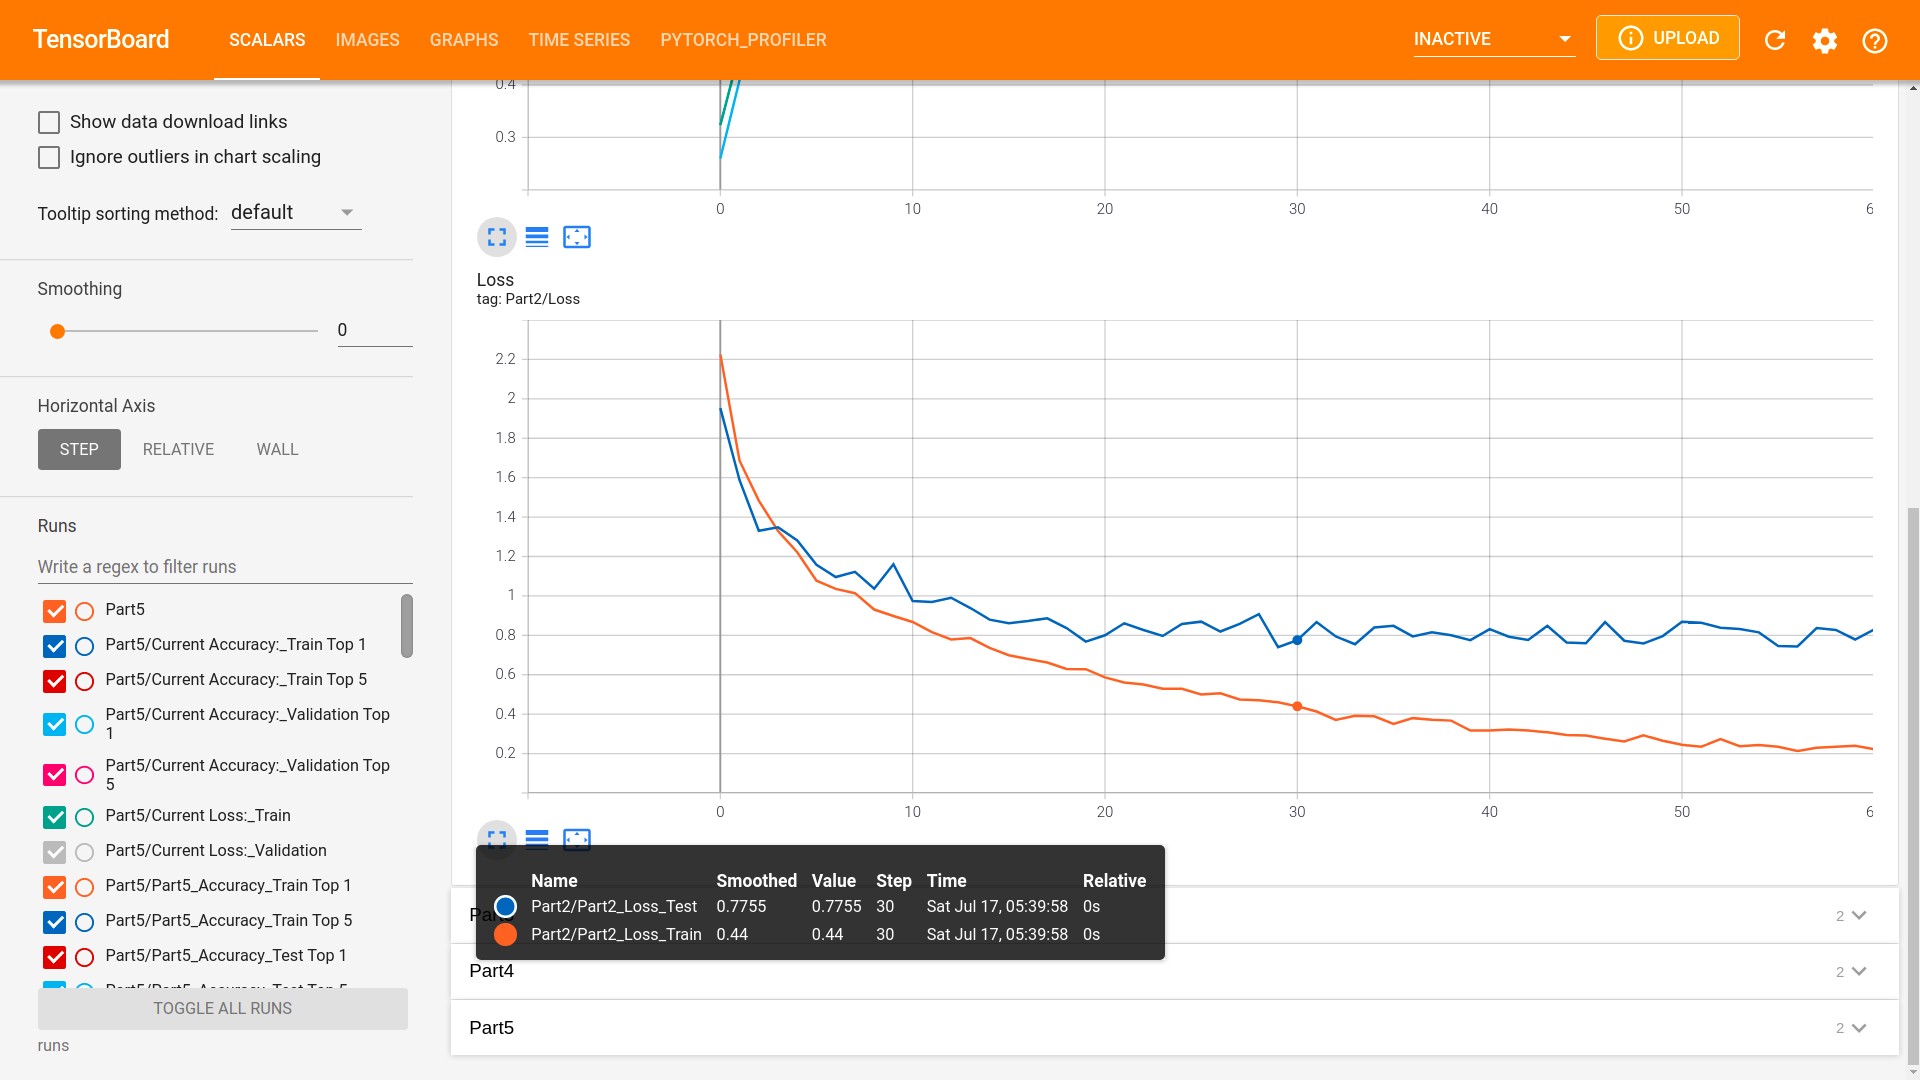 TensorBoard SCALARS IMAGES GRAPHS TIME SERIES PYTORCH_PROFILER INACTIVE UPLOAD
Show data download links
Ignore outliers in chart scaling
Tooltip sorting method: default
Smoothing
0
Horizontal Axis
STEP RELATIVE WALL
Runs
Write a regex to filter runs
Part5
Part5/Current Accuracy:_Train Top 1
Part5/Current Accuracy:_Train Top 5
Part5/Current Accuracy:_Validation Top
1
Part5/Current Accuracy:_Validation Top
5
Part5/Current Loss:_Train
Part5/Current Loss:_Validation
Part5/Part5_Accuracy_Train Top 1
Part5/Part5_Accuracy_Train Top 5
Part5/Part5_Accuracy_Test Top 1
Part5/Part5_Accuracy_Test Top 5
TOGGLE ALL RUNS
runs
0.4
0.3
0 10 20 30 40 50 6
Loss
tag: Part2/Loss
2.2
2
1.8
1.6
1.4
1.2
1
0.8
0.6
0.4
0.2
0 10 20 30 40 50 6
Name Smoothed Value Step Time Relative
Part2/Part2_Loss_Test 0.7755 0.7755 30 Sat Jul 17, 05:39:58 0s
Part2/Part2_Loss_Train 0.44 0.44 30 Sat Jul 17, 05:39:58 0s
2
Part4 2
Part5 2